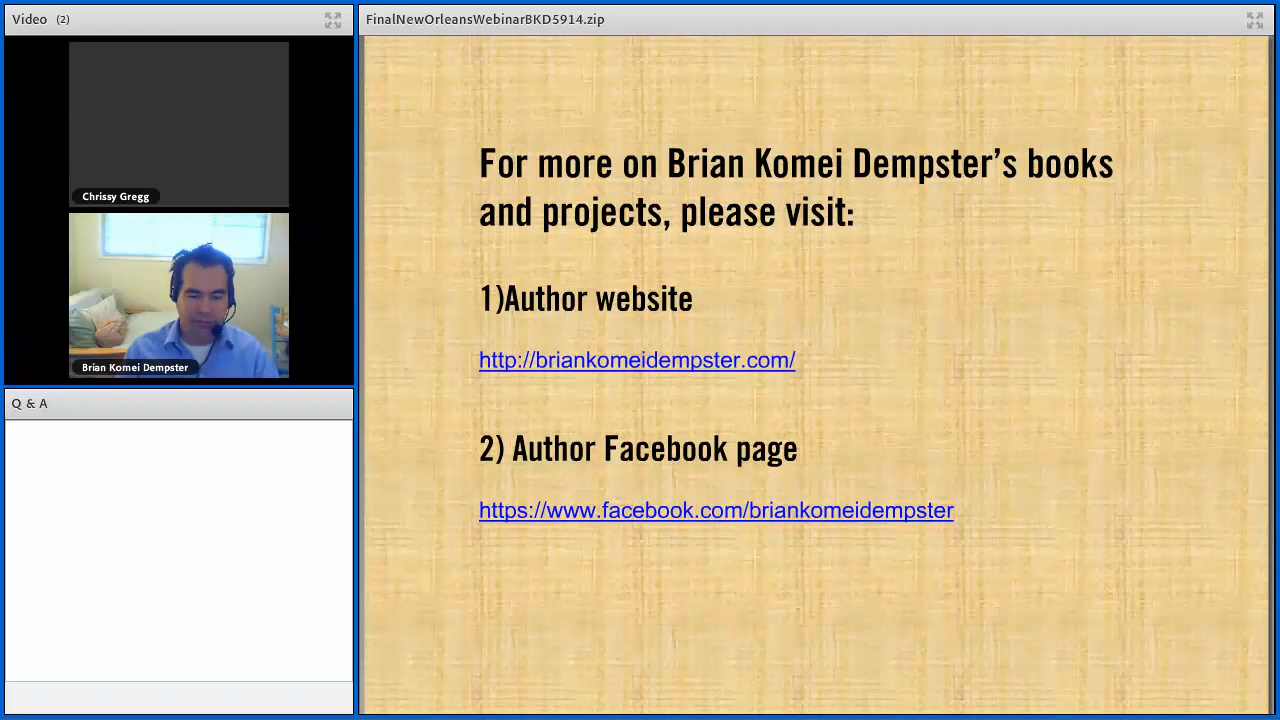 Video (2)
Chrissy Gregg
Brian Komei Dempster
Q & A
FinalNewOrleansWebinarBKD5914.zip
For more on Brian Komei Dempster’s books
and projects, please visit:
1)Author website
http://briankomeidempster.com/
2) Author Facebook page
https://www.facebook.com/briankomeidempster